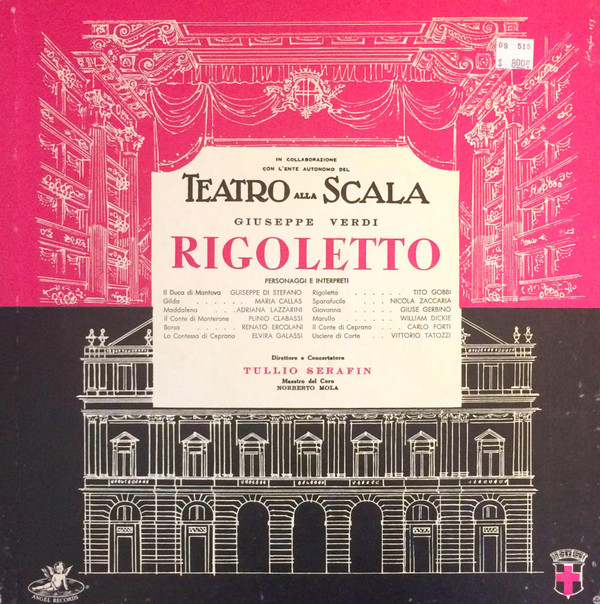 09 515
$ 800
IN COLLABORAZIONE
CON L'ENTE AUTONOMO DEL
TEATRO ALLA SCALA
GIUSEPPE VERDI
RIGOLETTO
PERSONAGGI E INTERPRETI
Il Duca di Mantova GUISEPPE DI STEFANO Rigoletto . . . . . . TITO GOBBI
Gilda . . . . . . MARIA CALLAS Sparafucile . . . . NICOLA ZACCARIA
Maddalena . . . ADRIANA LAZZARINI Giovanna . . . . GIUSE GERBINO
Il Conte di Monterone PLINIO CLABASSI Marullo . . . . . WILLIAM DICKIE
Borsa . . . . . RENATO ERCOLANI Il Conte di Ceprano . . CARLO FORTI
La Contessa di Ceprano ELVIRA GALASSI Usciere di Corte . . . VITTORIO TATOZZI
Direttore e Concertatore
TULLIO SERAFIN
Maestro del Coro
NORBERTO MOLA
ANGEL RECORDS